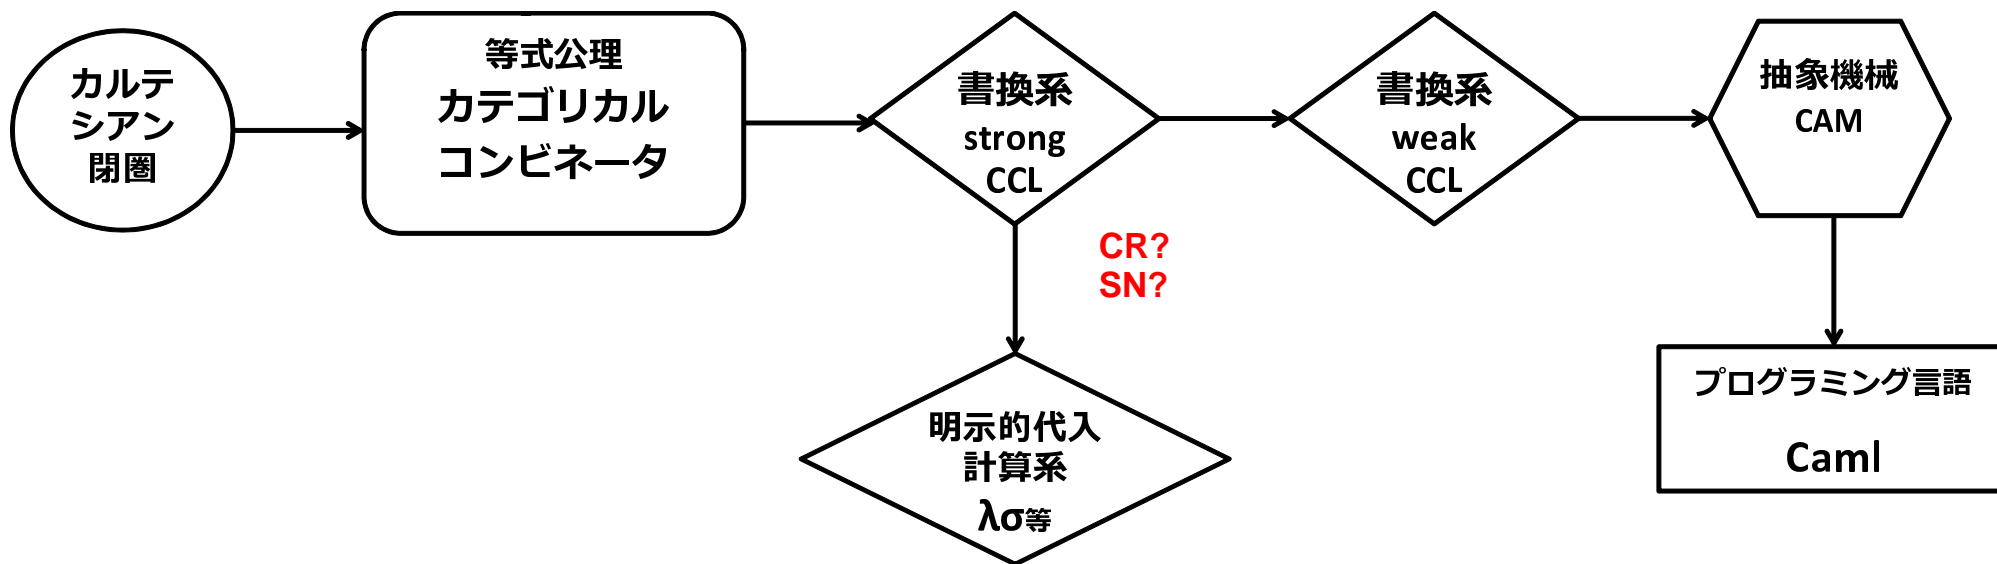 カルテ
シアン
閉圏
等式公理
カテゴリカル
コンビネータ
書換系
strong
CCL
書換系
weak
CCL
抽象機械
CAM
CR?
SN?
明示的代入
計算系
λσ等
プログラミング言語
Caml